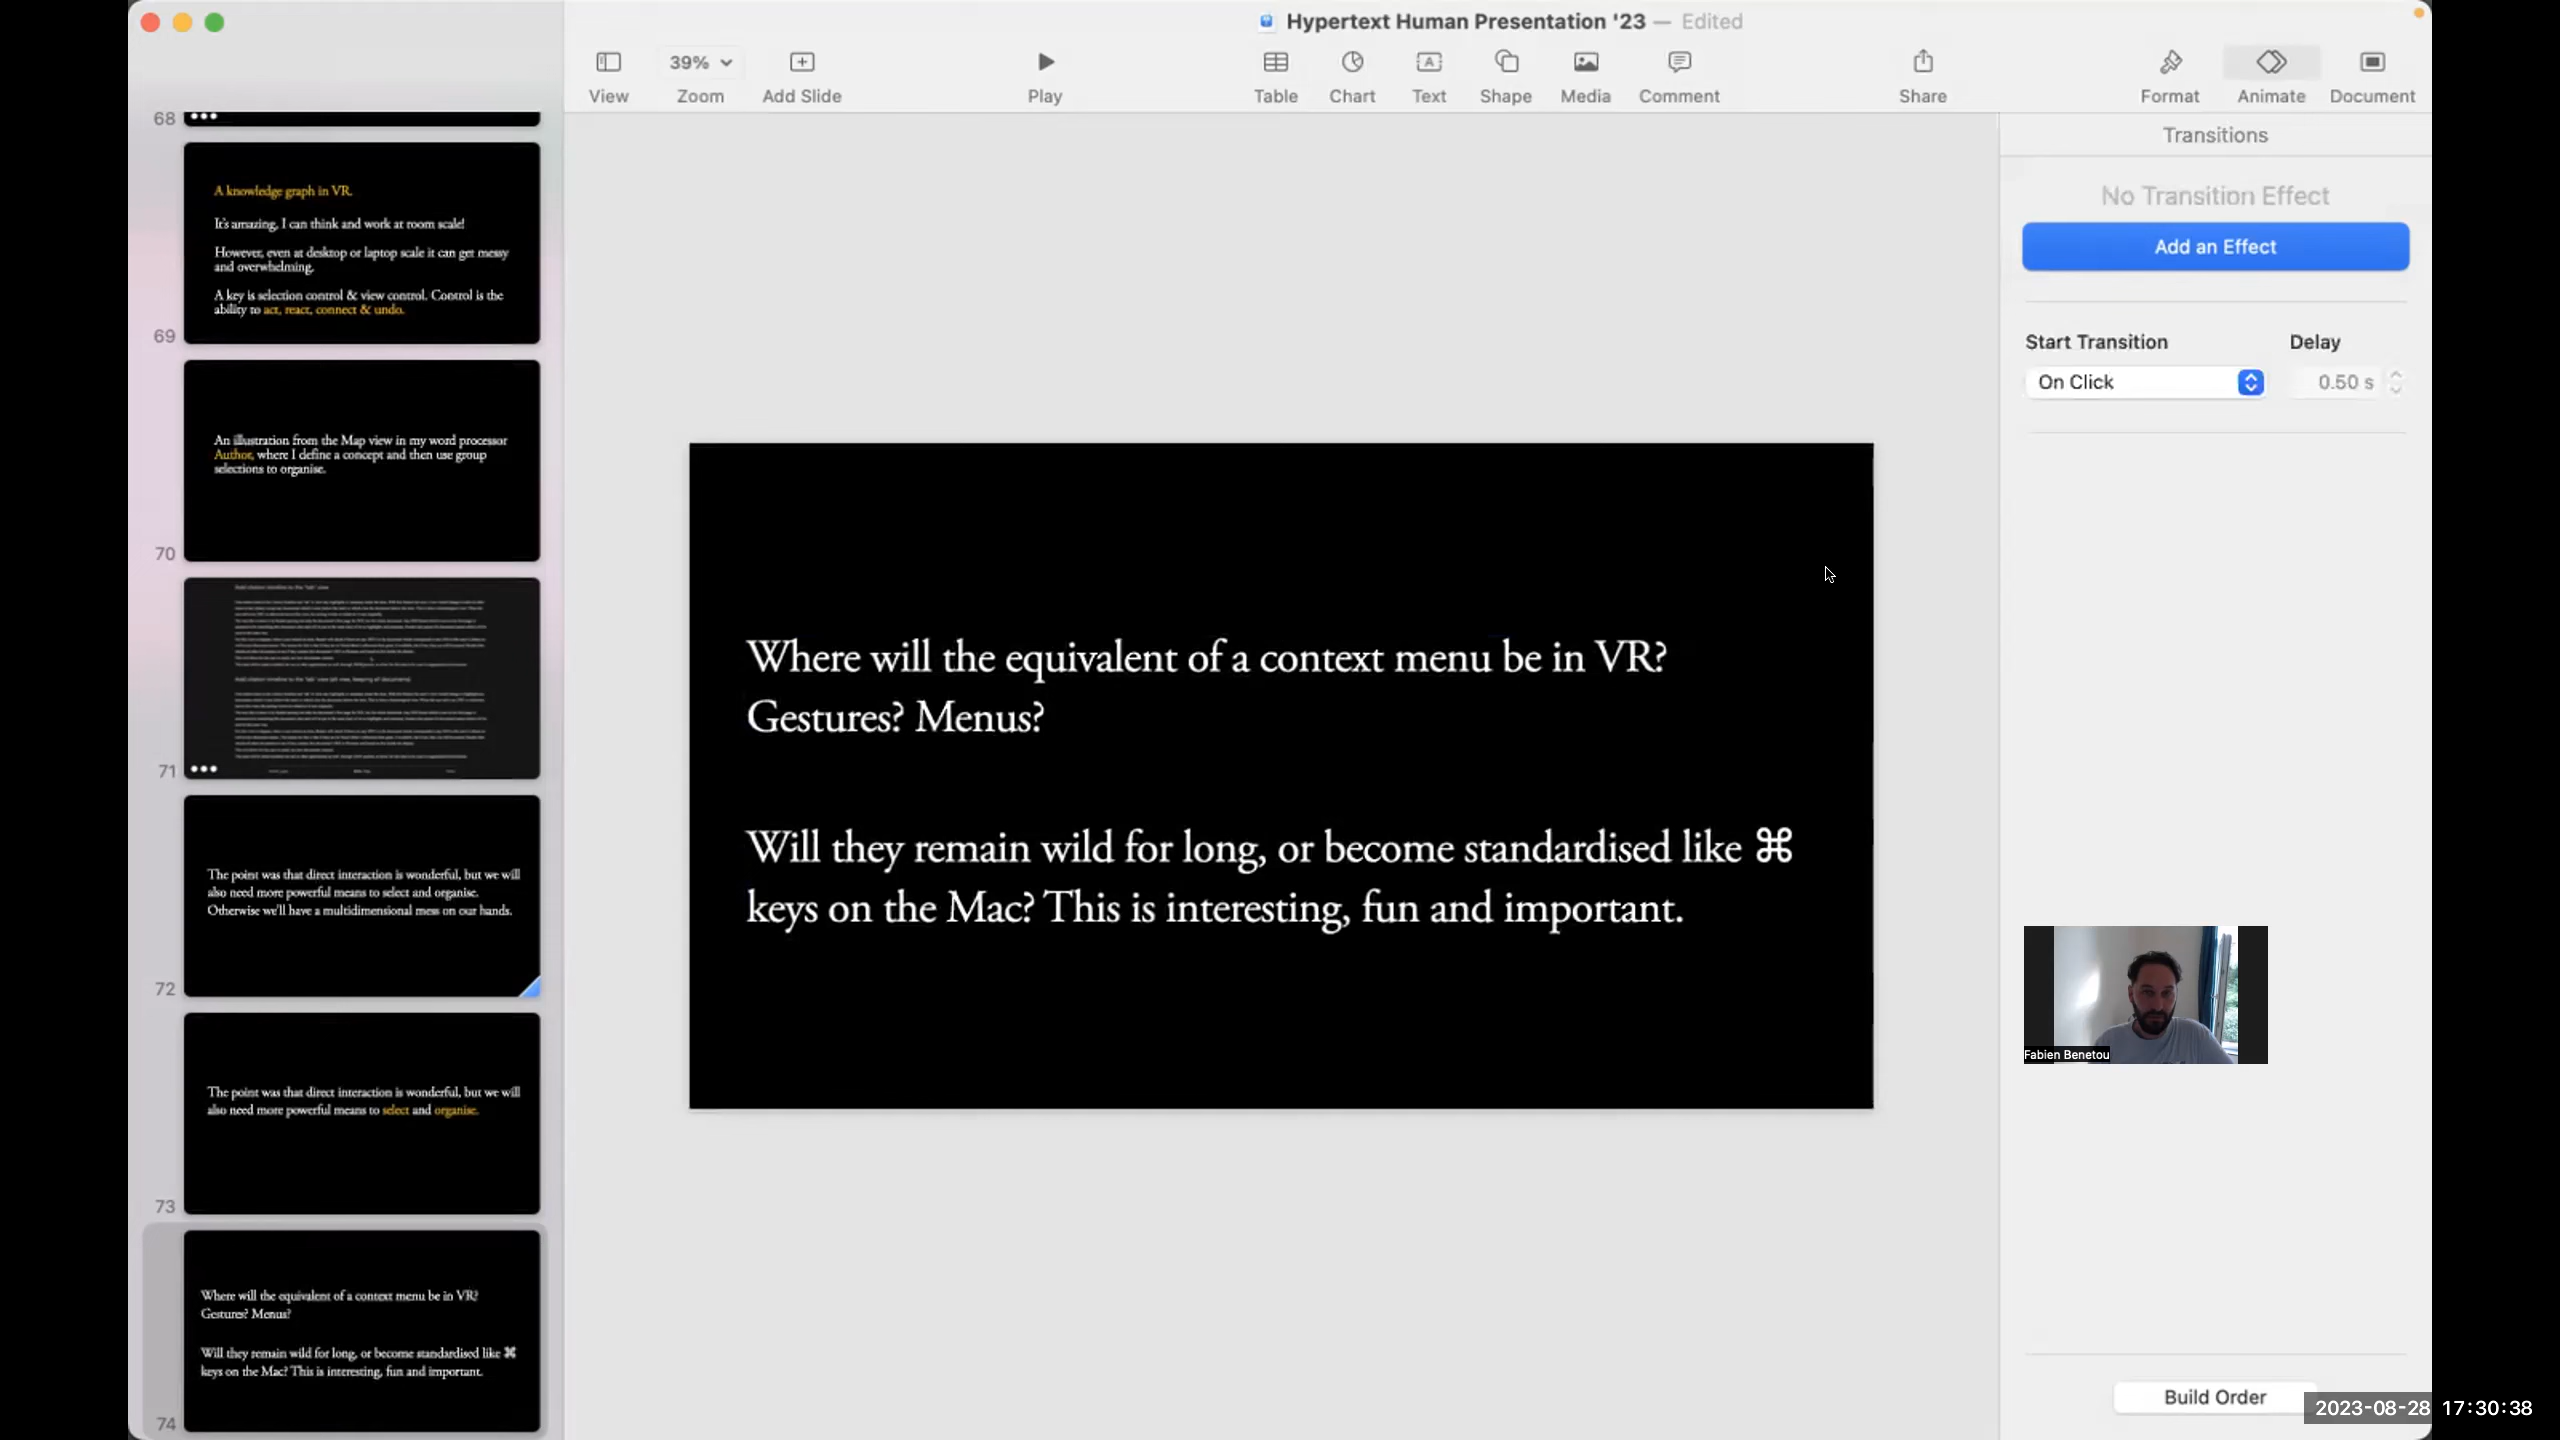 Hypertext Human Presentation '23 — Edited
View
39%
Zoom
Add Slide
Play
Table
Chart
Text
Shape
Media
Comment
Share
Format
Animate
Document
68
A knowledge graph in VR.
It's amazing, I can think and work at room scale!
However, even at desktop or laptop scale it can get messy
and overwhelming.
A key is selection control & view control. Control is the
ability to act, react, connect & undo.
69
An illustration from the Map view in my word processor
Author, where I define a concept and then use group
selections to organise.
70
71
The point was that direct interaction is wonderful, but we will
also need more powerful means to select and organise.
Otherwise we'll have a multidimensional mess on our hands.
72
The point was that direct interaction is wonderful, but we will
also need more powerful means to select and organise.
73
Where will the equivalent of a context menu be in VR?
Gestures? Menus?
Will they remain wild for long, or become standardised like ⌘
keys on the Mac? This is interesting, fun and important.
74
Where will the equivalent of a context menu be in VR?
Gestures? Menus?
Will they remain wild for long, or become standardised like ⌘
keys on the Mac? This is interesting, fun and important.
Transitions
No Transition Effect
Add an Effect
Start Transition
Delay
On Click
0.50 s
Fabien Benetou
Build Order
2023-08-28 17:30:38